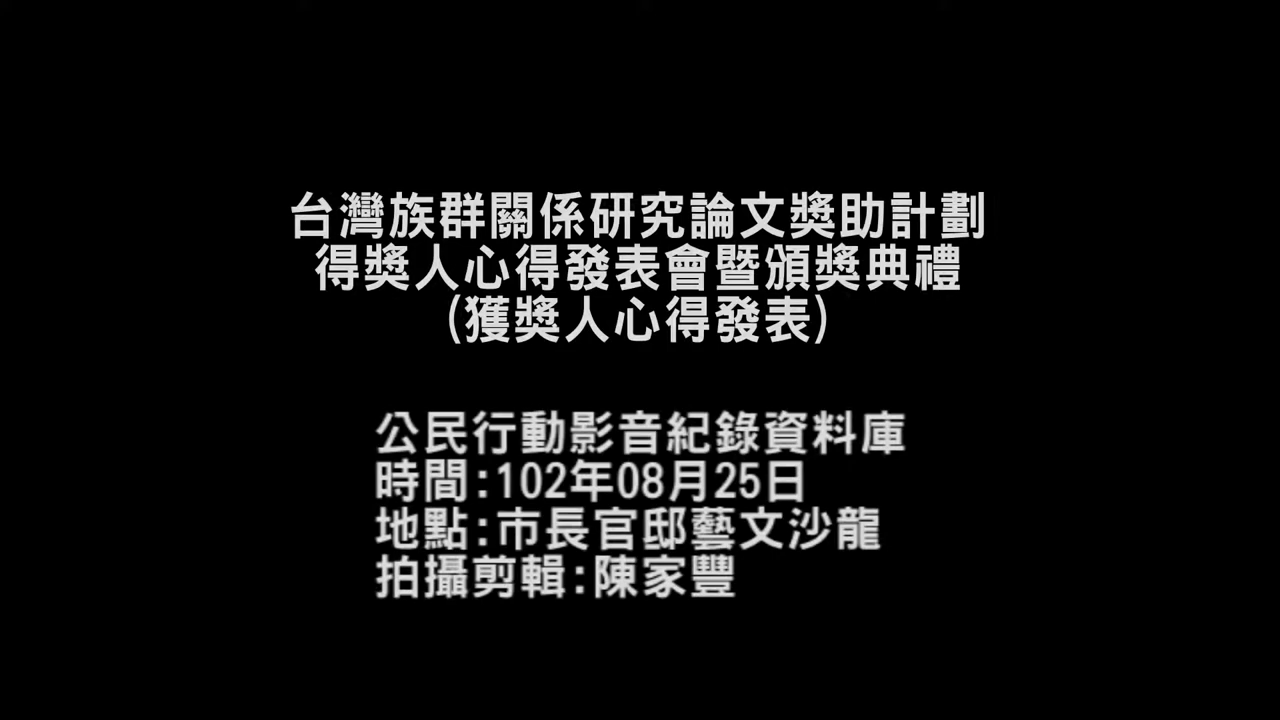 台灣族群關係研究論文獎助計劃
得獎人心得發表會暨頒獎典禮
(獲獎人心得發表)
公民行動影音紀錄資料庫
時間:102年08月25日
地點:市長官邸藝文沙龍
拍攝剪輯:陳家豐